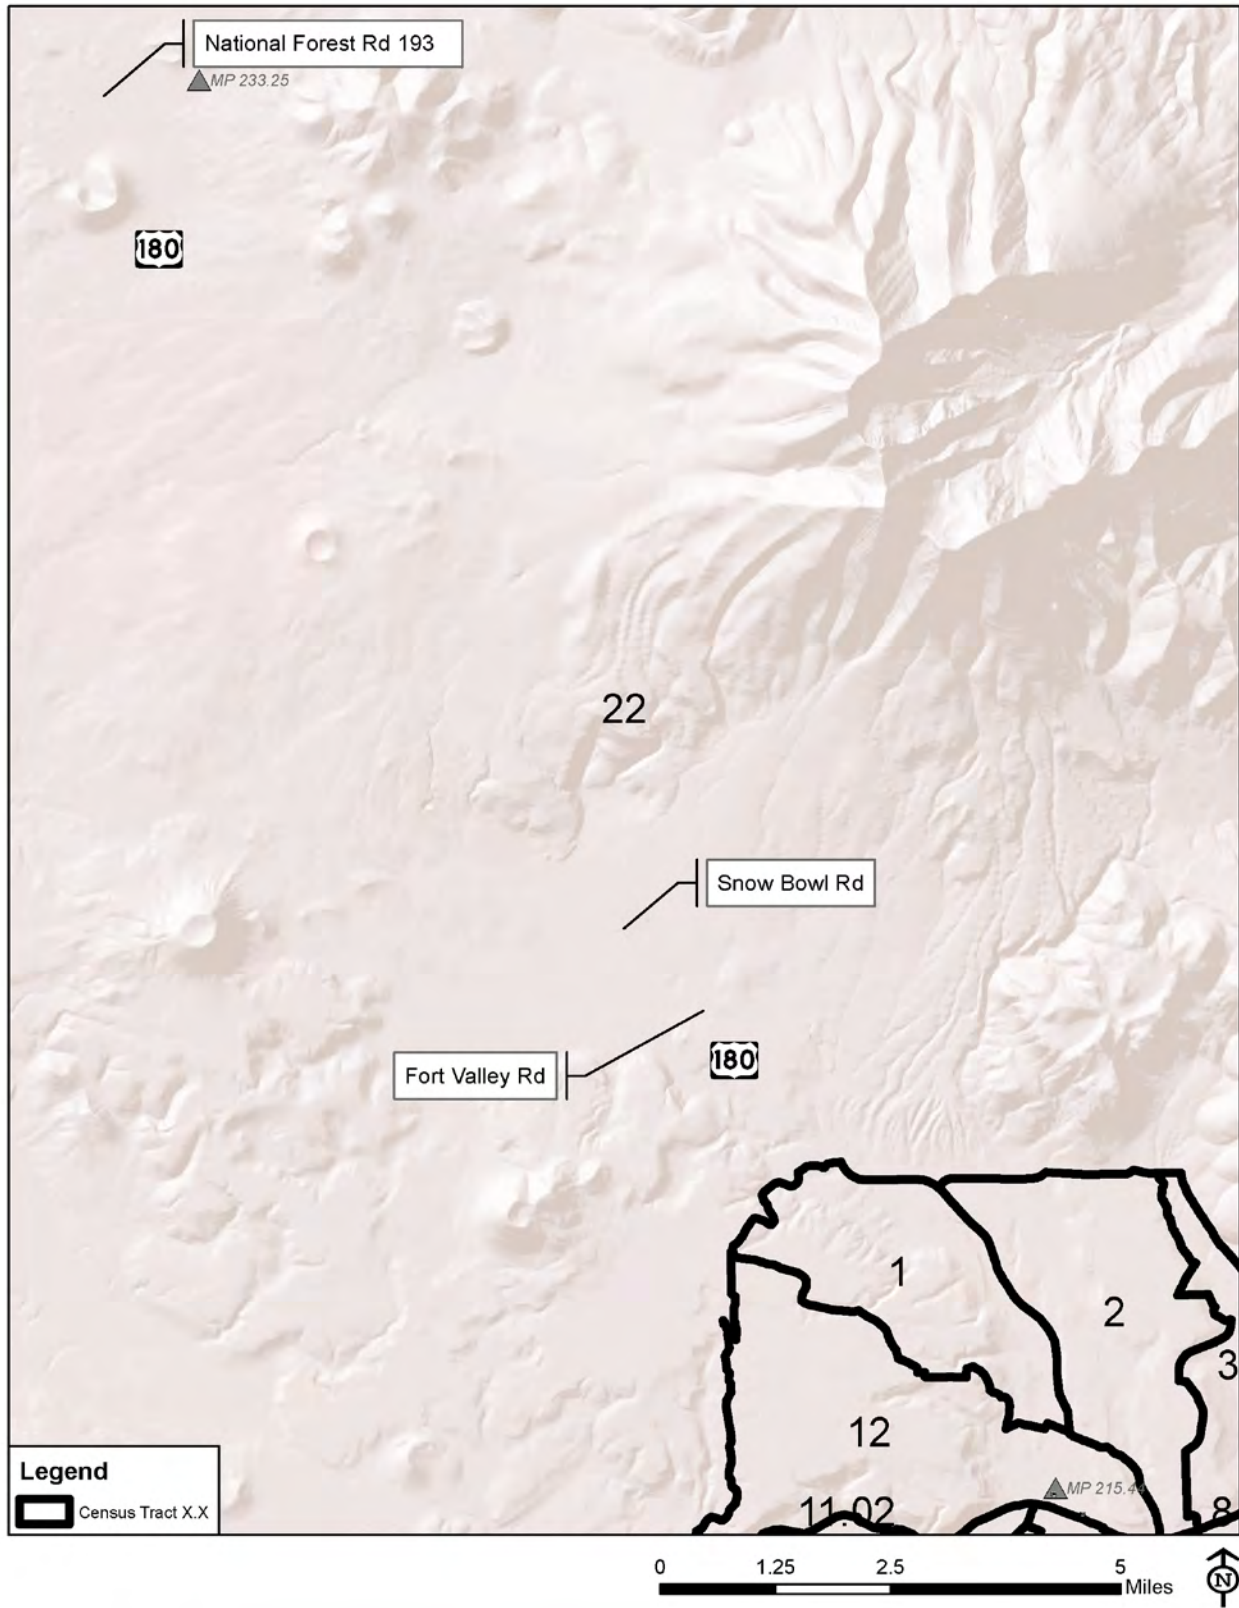 National Forest Rd 193
MP 233.25
180
22
Snow Bowl Rd
Fort Valley Rd
180
1
2
3
12
MP 215.44
11.02
8
Legend
Census Tract X.X
0 1.25 2.5 5
Miles
N